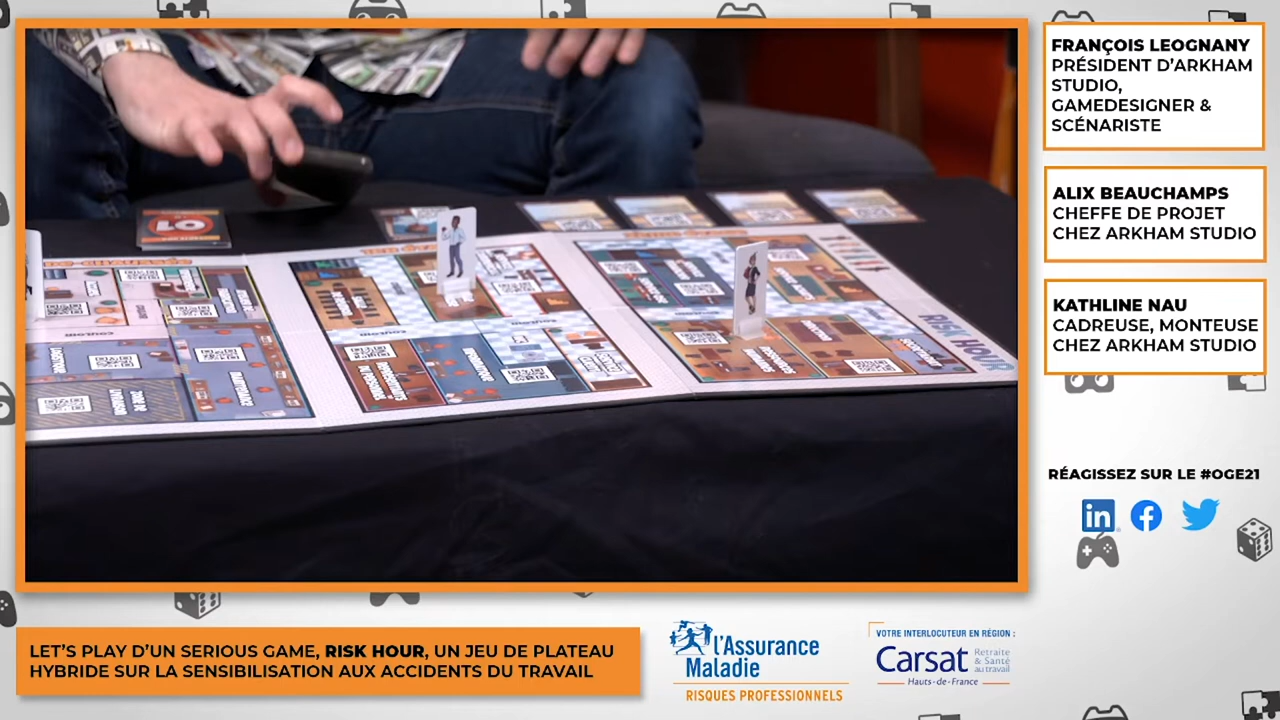 FRANÇOIS LEOGNANY
PRÉSIDENT D'ARKHAM
STUDIO,
GAMEDESIGNER &
SCÉNARISTE
ALIX BEAUCHAMPS
CHEFFE DE PROJET
CHEZ ARKHAM STUDIO
KATHLINE NAU
CADREUSE, MONTEUSE
CHEZ ARKHAM STUDIO
RÉAGISSEZ SUR LE #OGE21
in
RISK HOUR
LET'S PLAY D'UN SERIOUS GAME, RISK HOUR, UN JEU DE PLATEAU
HYBRIDE SUR LA SENSIBILISATION AUX ACCIDENTS DU TRAVAIL
l'Assurance
Maladie
RISQUES PROFESSIONNELS
VOTRE INTERLOCUTEUR EN RÉGION :
Carsat
Retraite
& Santé
au travail
Hauts-de-France